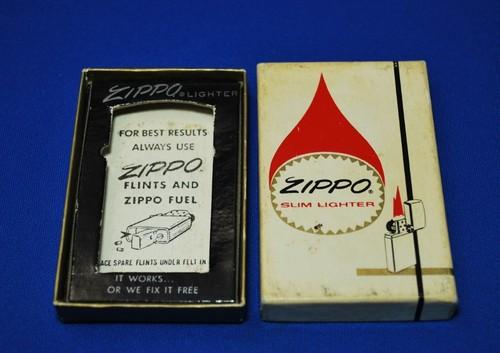 ZIPPO® LIGHTER
FOR BEST RESULTS
ALWAYS USE
ZIPPO®
FLINTS AND
ZIPPO FUEL
ACE SPARE FLINTS UNDER FELT IN
IT WORKS...
OR WE FIX IT FREE
ZIPPO®
SLIM LIGHTER